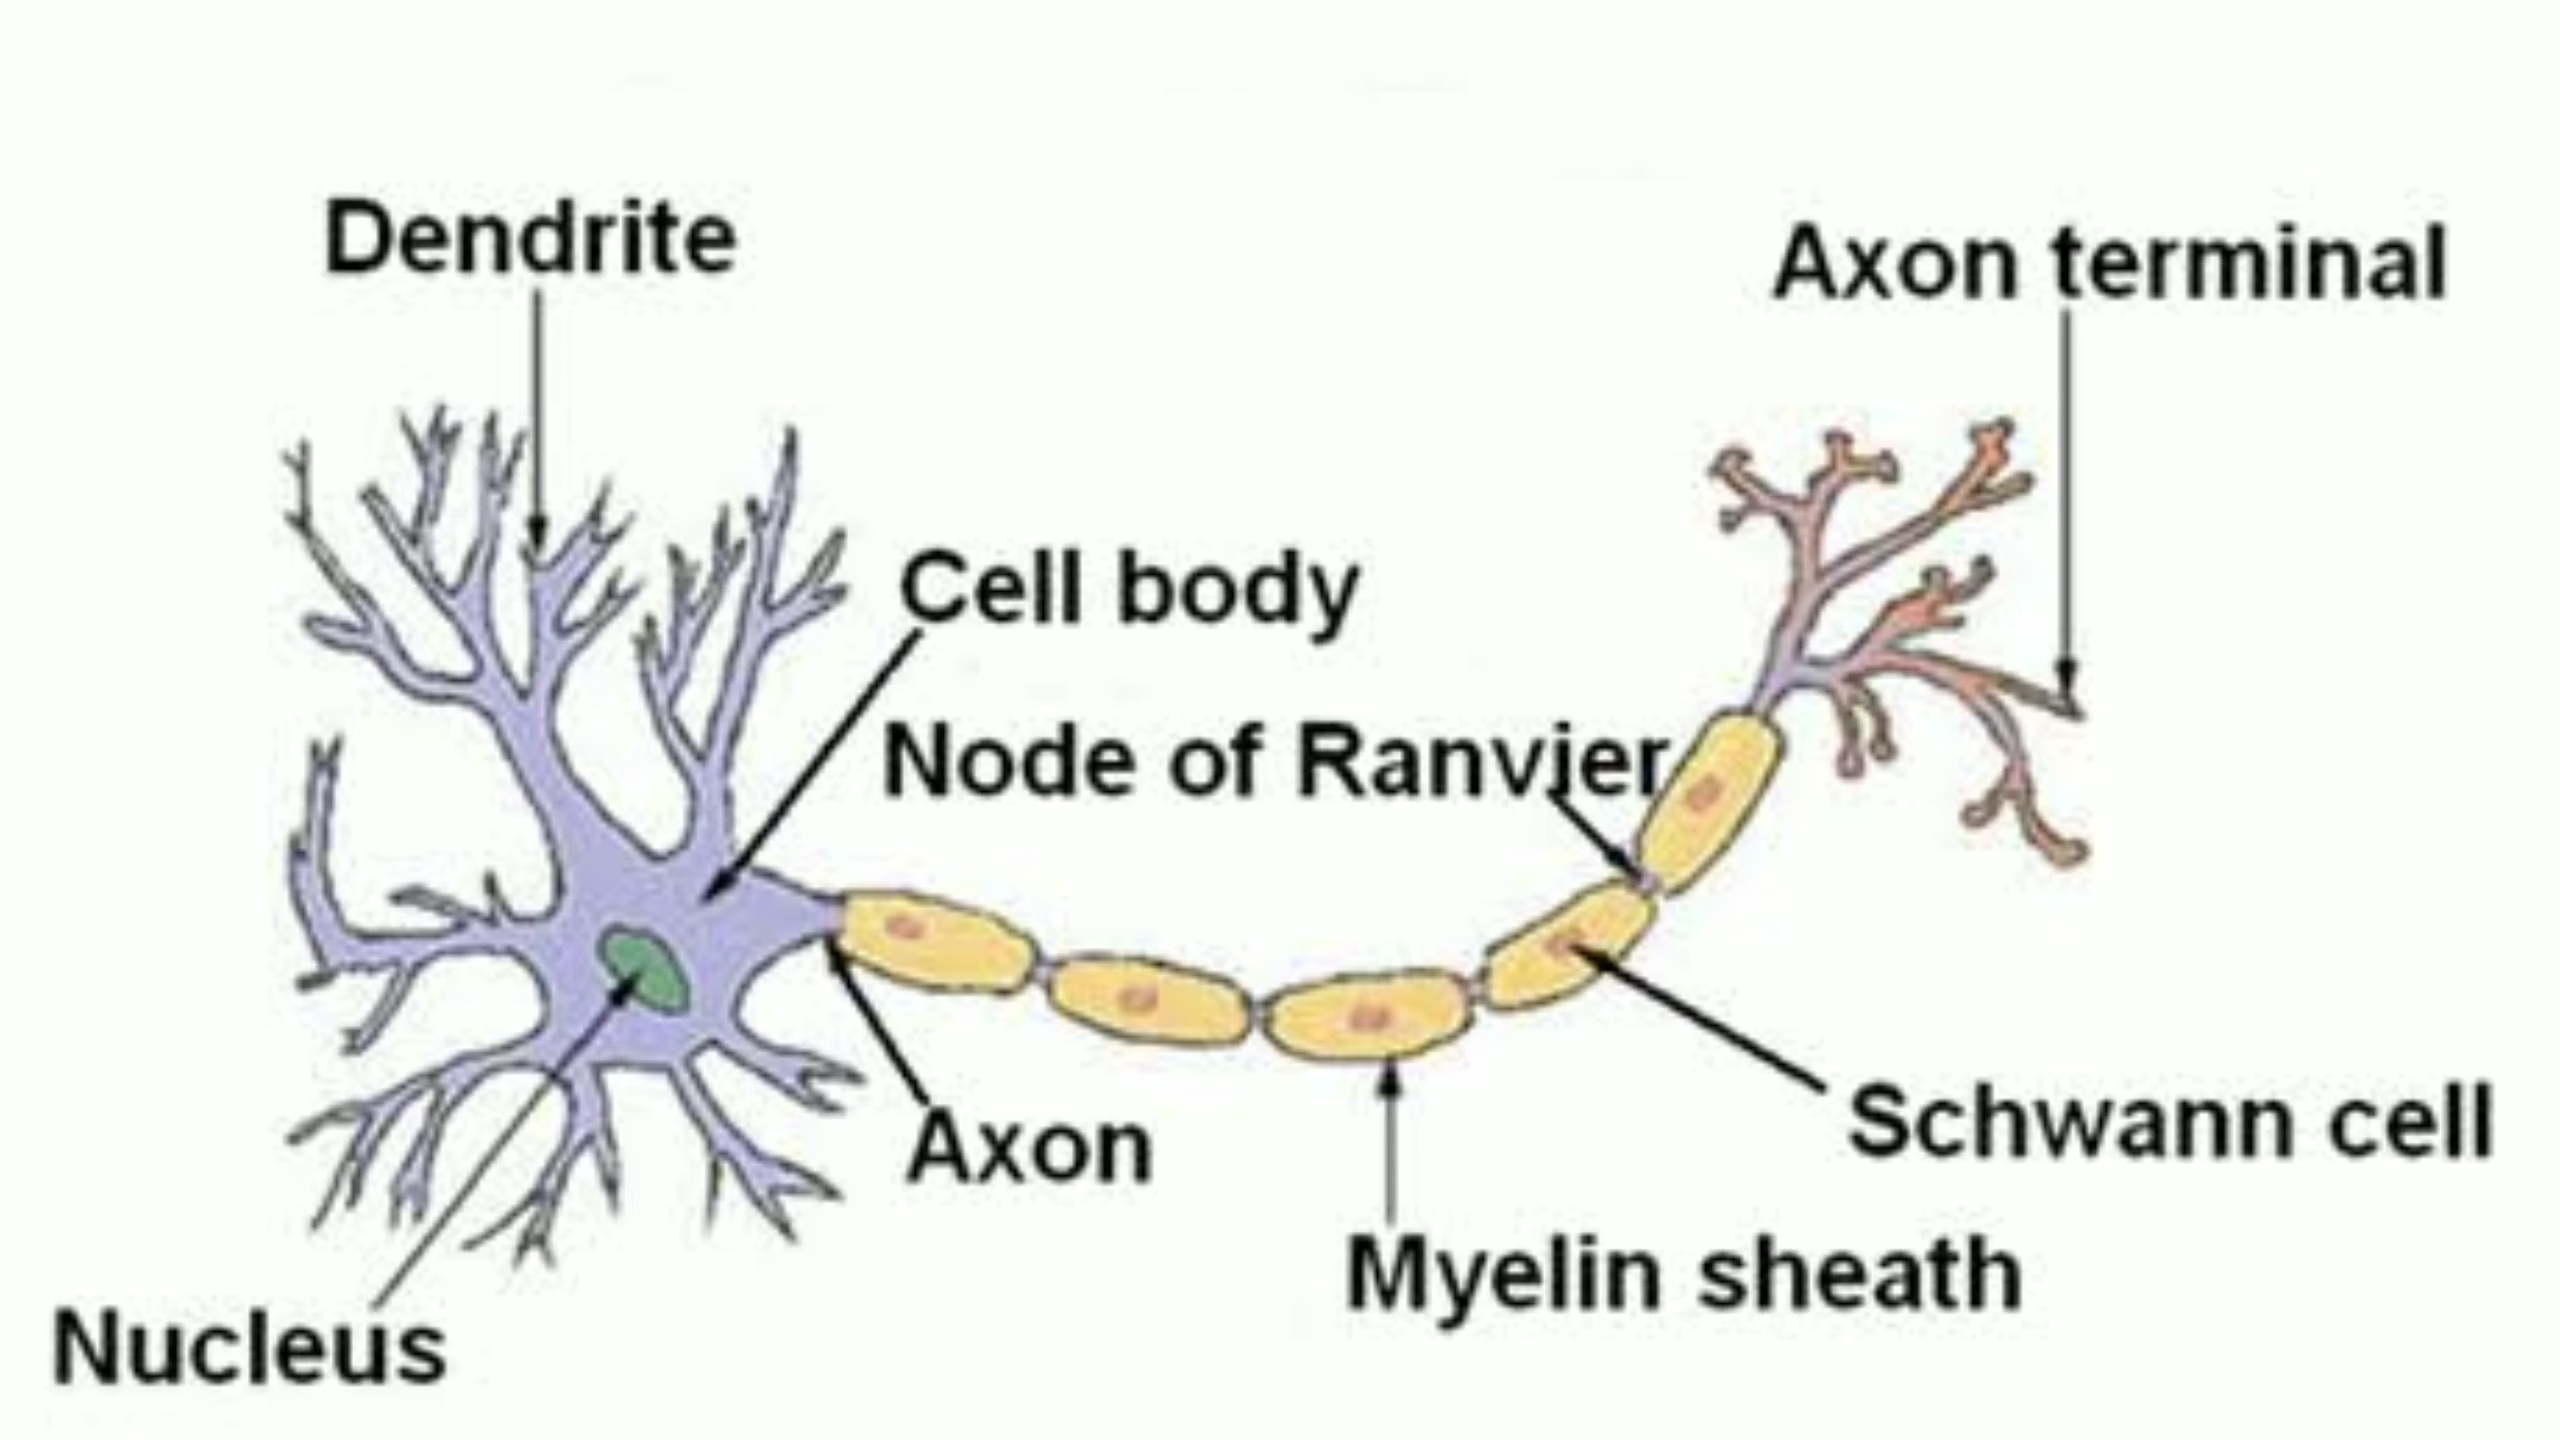 Dendrite
Axon terminal
Cell body
Node of Ranvier
Axon
Schwann cell
Myelin sheath
Nucleus